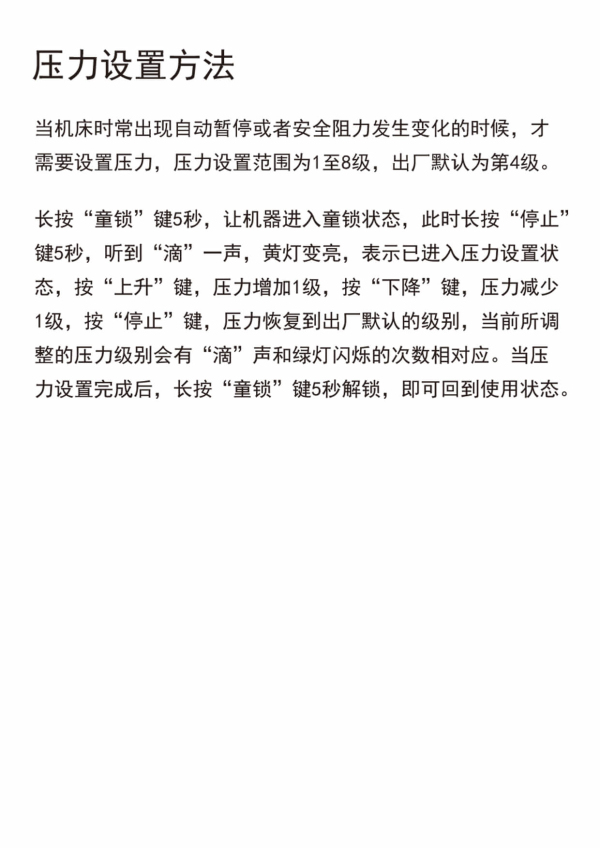 压力设置方法
当机床时常出现自动暂停或者安全阻力发生变化的时候，才
需要设置压力，压力设置范围为1至8级，出厂默认为第4级。
长按“童锁”键5秒，让机器进入童锁状态，此时长按“停止”
键5秒，听到“滴”一声，黄灯变亮，表示已进入压力设置状
态，按“上升”键，压力增加1级，按“下降”键，压力减少
1级，按“停止”键，压力恢复到出厂默认的级别，当前所调
整的压力级别会有“滴”声和绿灯闪烁的次数相对应。当压
力设置完成后，长按“童锁”键5秒解锁，即可回到使用状态。